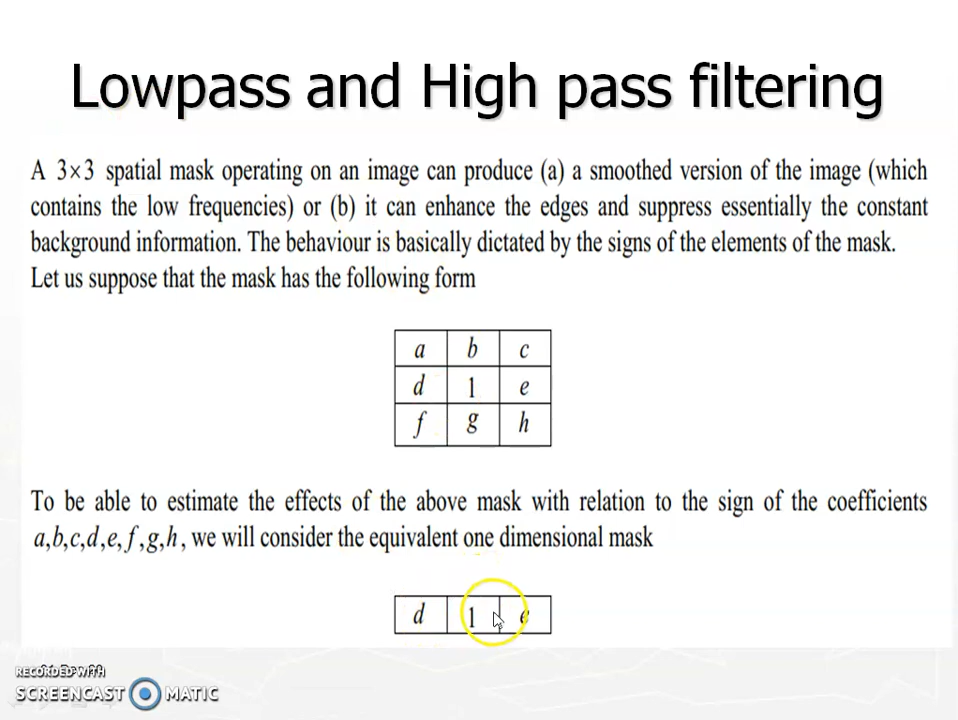 Lowpass and High pass filtering
A 3×3 spatial mask operating on an image can produce (a) a smoothed version of the image (which
contains the low frequencies) or (b) it can enhance the edges and suppress essentially the constant
background information. The behaviour is basically dictated by the signs of the elements of the mask.
Let us suppose that the mask has the following form
a b c
d 1 e
f g h
To be able to estimate the effects of the above mask with relation to the sign of the coefficients
a,b,c,d,e,f,g,h, we will consider the equivalent one dimensional mask
d 1 e
RECORDED WITH
SCREENCAST MATIC